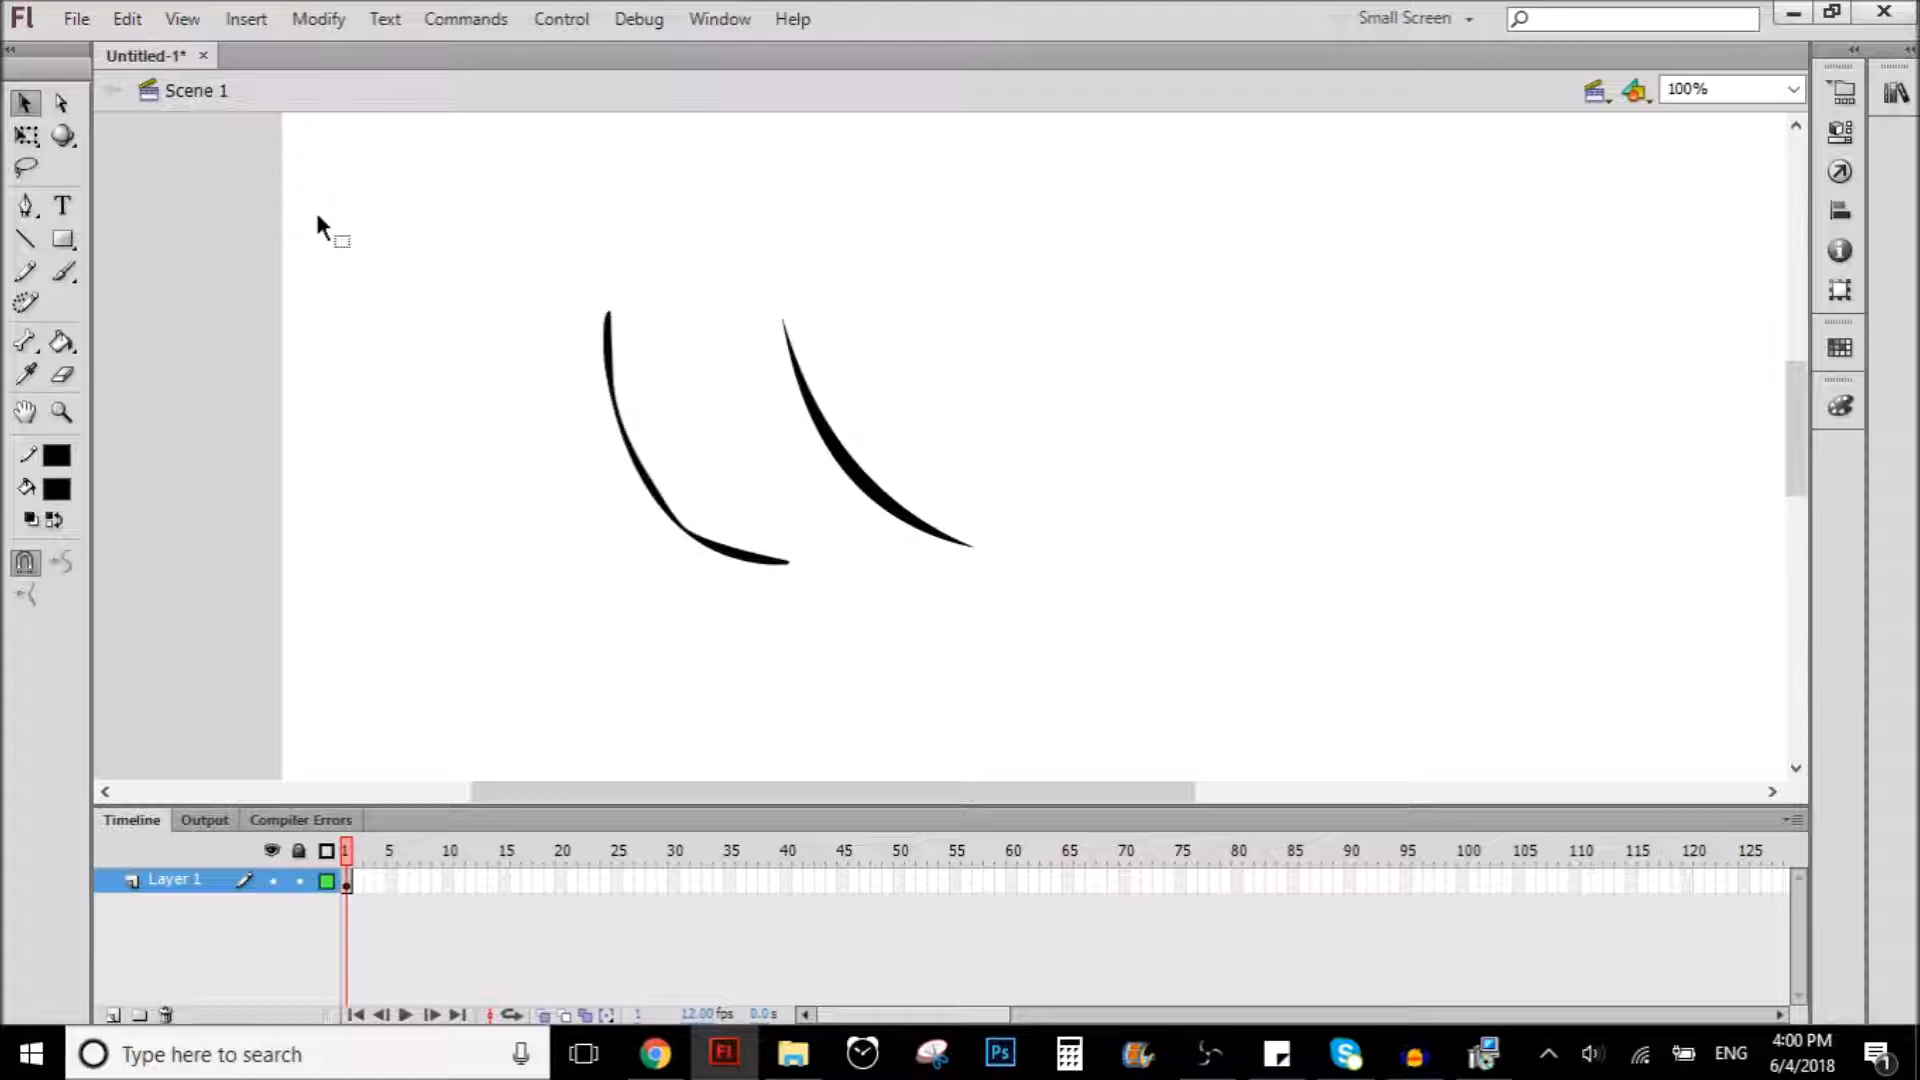 Fl File Edit View Insert Modify Text Commands Control Debug Window Help Small Screen
Untitled-1* ×
Scene 1 100%
T
Timeline Output Compiler Errors
1 5 10 15 20 25 30 35 40 45 50 55 60 65 70 75 80 85 90 95 100 105 110 115 120 125
Layer 1
1 12.00 fps 0.0 s
Type here to search Fl Ps ENG 4:00 PM
6/4/2018 1